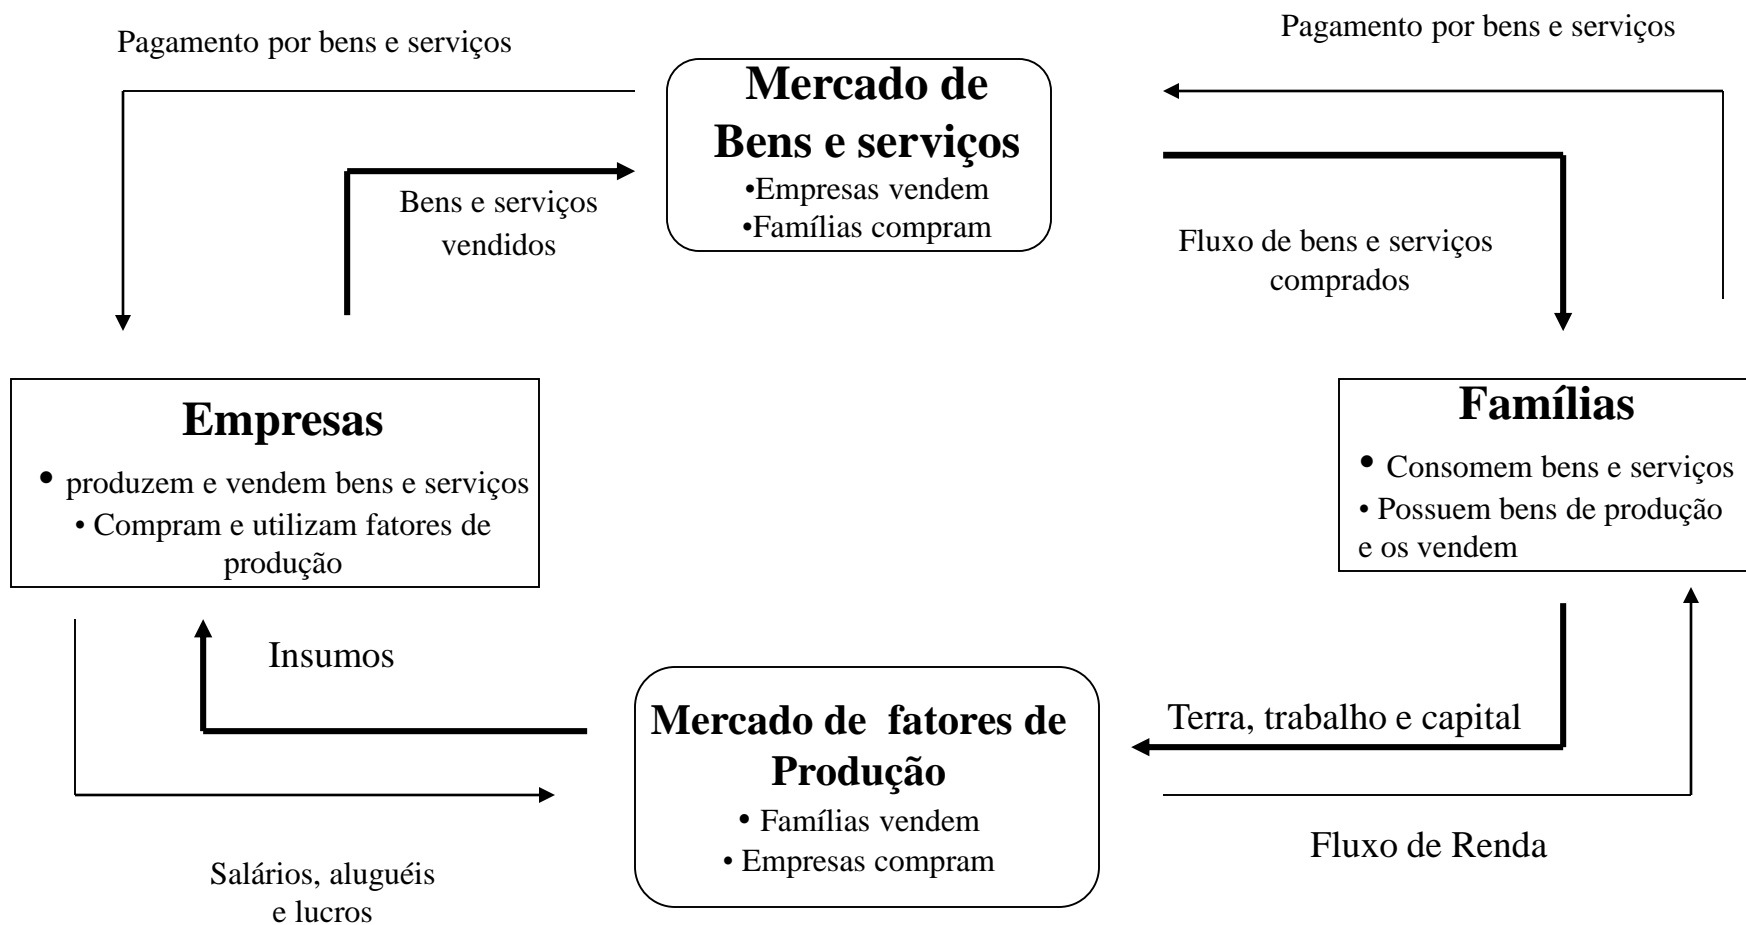 Pagamento por bens e serviços
Pagamento por bens e serviços
Mercado de
Bens e serviços
•Empresas vendem
•Famílias compram
Bens e serviços
vendidos
Fluxo de bens e serviços
comprados
Empresas
• produzem e vendem bens e serviços
• Compram e utilizam fatores de
produção
Famílias
• Consomem bens e serviços
• Possuem bens de produção
e os vendem
Insumos
Mercado de fatores de
Produção
• Famílias vendem
• Empresas compram
Terra, trabalho e capital
Fluxo de Renda
Salários, aluguéis
e lucros